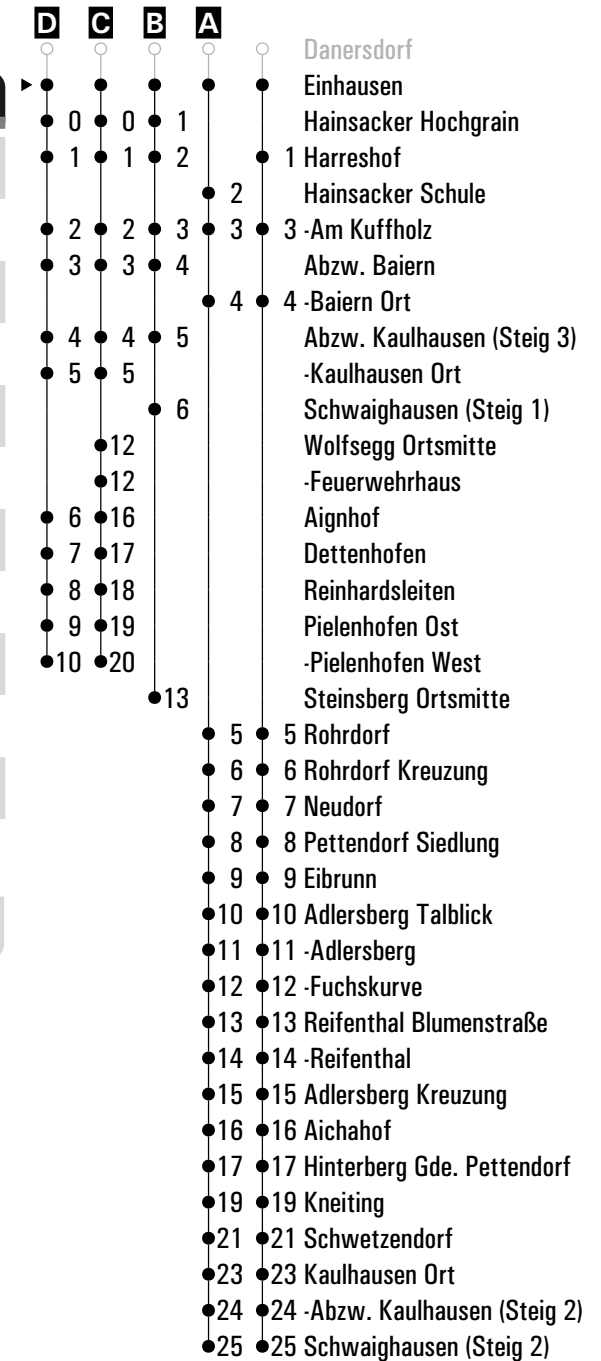 D C B A
Danersdorf
Einhausen
0 0 1 Hainsacker Hochgrain
1 1 2 1 Harreshof
2 Hainsacker Schule
2 2 3 3 3 -Am Kuffholz
3 3 4 Abzw. Baiern
4 4 -Baiern Ort
4 4 5 Abzw. Kaulhausen (Steig 3)
5 5 -Kaulhausen Ort
6 Schwaighausen (Steig 1)
12 Wolfsegg Ortsmitte
12 -Feuerwehrhaus
6 16 Aignhof
7 17 Dettenhofen
8 18 Reinhardsleiten
9 19 Pielenhofen Ost
10 20 -Pielenhofen West
13 Steinsberg Ortsmitte
5 5 Rohrdorf
6 6 Rohrdorf Kreuzung
7 7 Neudorf
8 8 Pettendorf Siedlung
9 9 Eibrunn
10 10 Adlersberg Talblick
11 11 -Adlersberg
12 12 -Fuchskurve
13 13 Reifenthal Blumenstraße
14 14 -Reifenthal
15 15 Adlersberg Kreuzung
16 16 Aichahof
17 17 Hinterberg Gde. Pettendorf
19 19 Kneiting
21 21 Schwetzendorf
23 23 Kaulhausen Ort
24 24 -Abzw. Kaulhausen (Steig 2)
25 25 Schwaighausen (Steig 2)